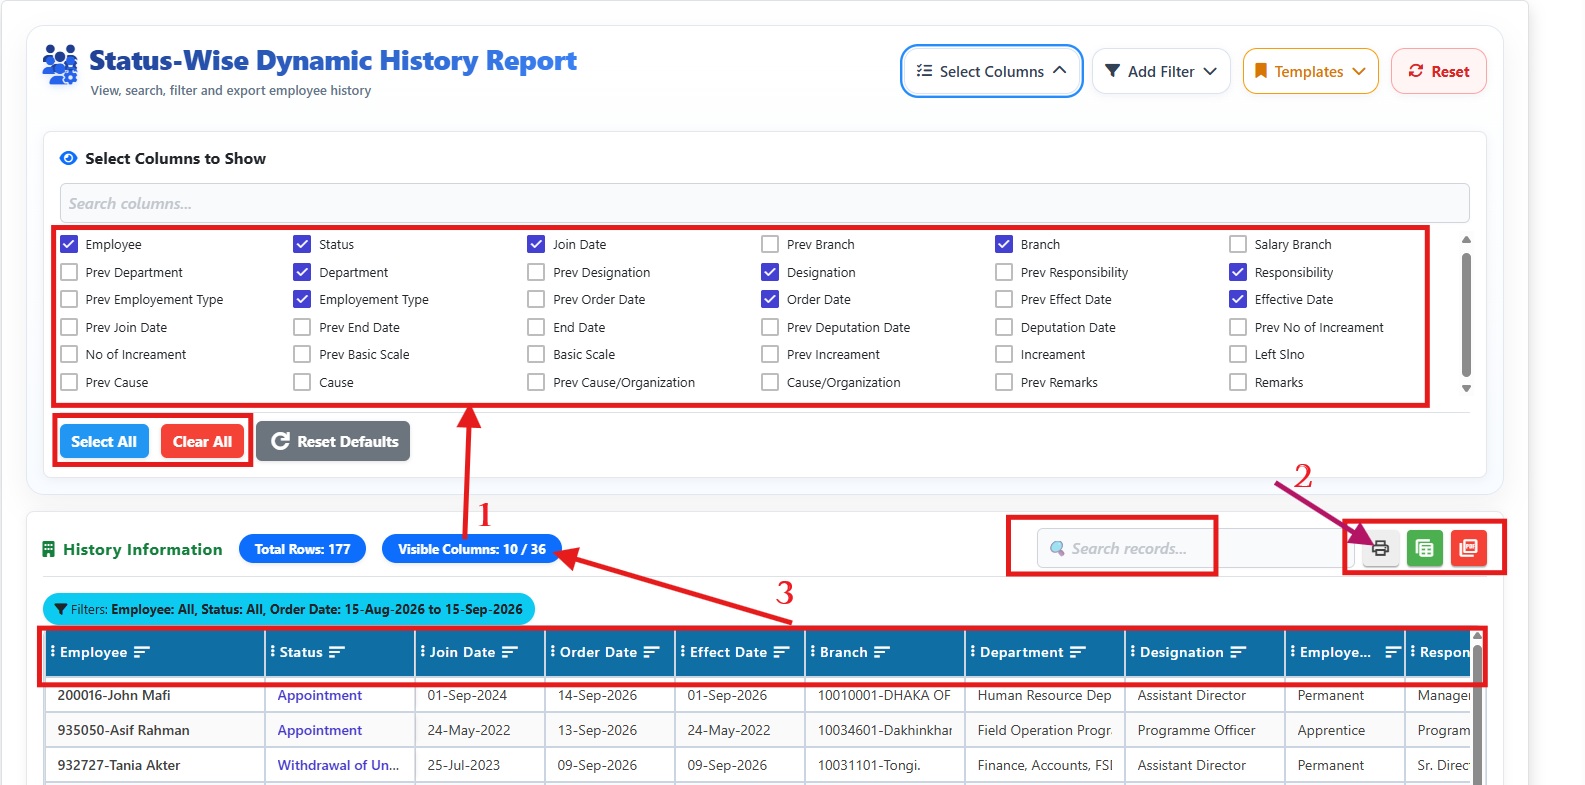 Status-Wise Dynamic History Report
View, search, filter and export employee history
Select Columns
Add Filter
Templates
Reset
Select Columns to Show
Search columns...
Employee Status Join Date Prev Branch Branch Salary Branch
Prev Department Department Prev Designation Designation Prev Responsibility Responsibility
Prev Employement Type Employement Type Prev Order Date Order Date Prev Effect Date Effective Date
Prev Join Date Prev End Date End Date Prev Deputation Date Deputation Date Prev No of Increament
No of Increament Prev Basic Scale Basic Scale Prev Increament Increament Left Slno
Prev Cause Cause Prev Cause/Organization Cause/Organization Prev Remarks Remarks
Select All Clear All Reset Defaults
2
1
History Information Total Rows: 177 Visible Columns: 10 / 36 Search records...
PDF
3
Filters: Employee: All, Status: All, Order Date: 15-Aug-2026 to 15-Sep-2026
Employee Status Join Date Order Date Effect Date Branch Department Designation Employe... Respon
200016-John Mafi Appointment 01-Sep-2024 14-Sep-2026 01-Sep-2026 10010001-DHAKA OF Human Resource Dep Assistant Director Permanent Manage
935050-Asif Rahman Appointment 24-May-2022 13-Sep-2026 24-May-2022 10034601-Dakhinkhar Field Operation Progr Programme Officer Apprentice Program
932727-Tania Akter Withdrawal of Un... 25-Jul-2023 09-Sep-2026 09-Sep-2026 10031101-Tongi. Finance, Accounts, FSI Assistant Director Permanent Sr. Direc